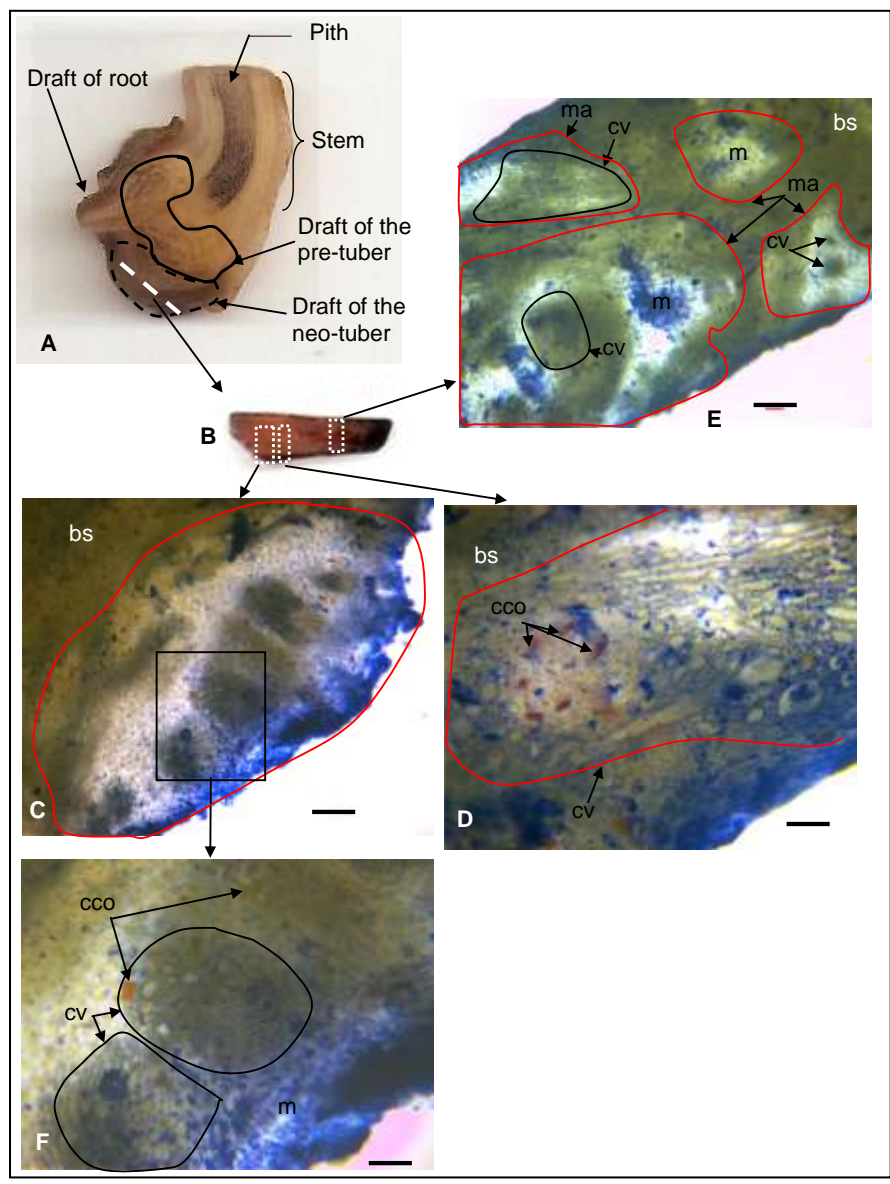 Pith
Draft of root
Stem
Draft of the
pre-tuber
Draft of the
neo-tuber
A
ma
cv
bs
m
ma
cv
m
cv
E
B
bs
C
bs
cco
cv
D
cco
cv
m
F